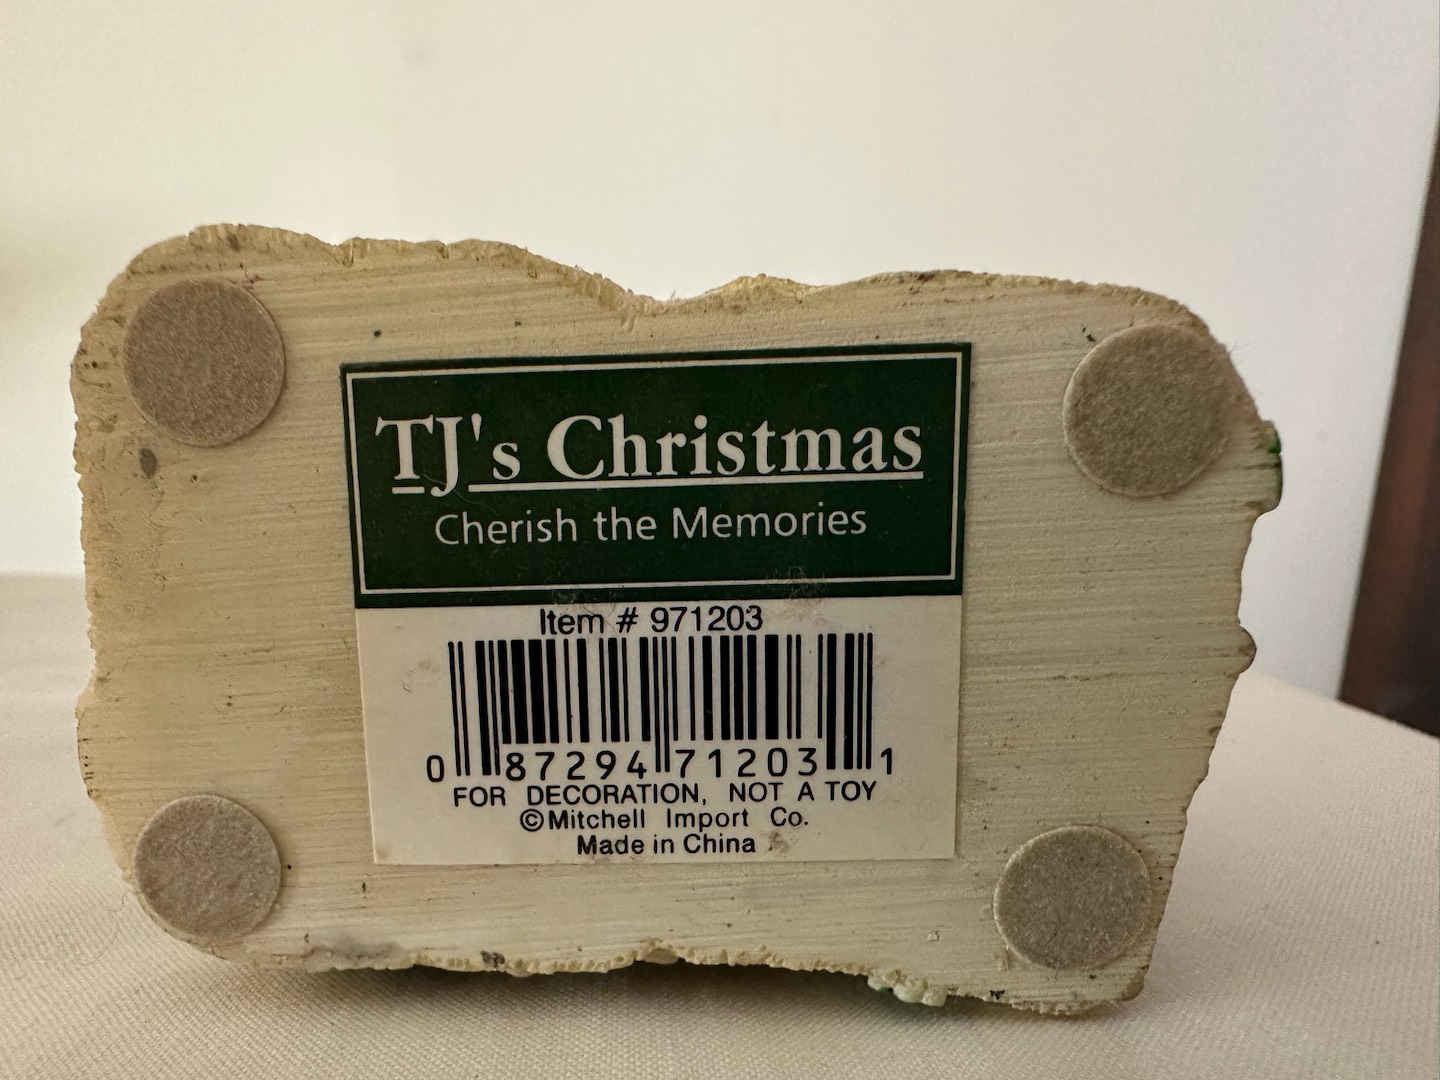 TJ's Christmas
Cherish the Memories
Item # 971203
0 87294 71203 1
FOR DECORATION, NOT A TOY
©Mitchell Import Co.
Made in China